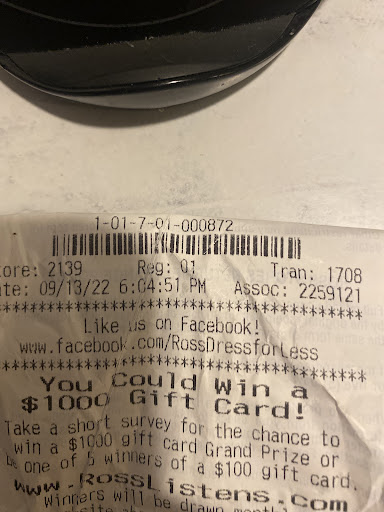 1-01-7-01-000872
ore: 2139 Reg: 01 Tran: 1708
te: 09/13/22 6:04:51 PM Assoc: 2259121
****************************************
Like us on Facebook!
www.facebook.com/RossDressforLess
****************************************
You Could Win a
$1000 Gift Card!
Take a short survey for the chance to
win a $1000 gift card Grand Prize or
be one of 5 winners of a $100 gift card.
www.RossListens.com
Winners will be drawn